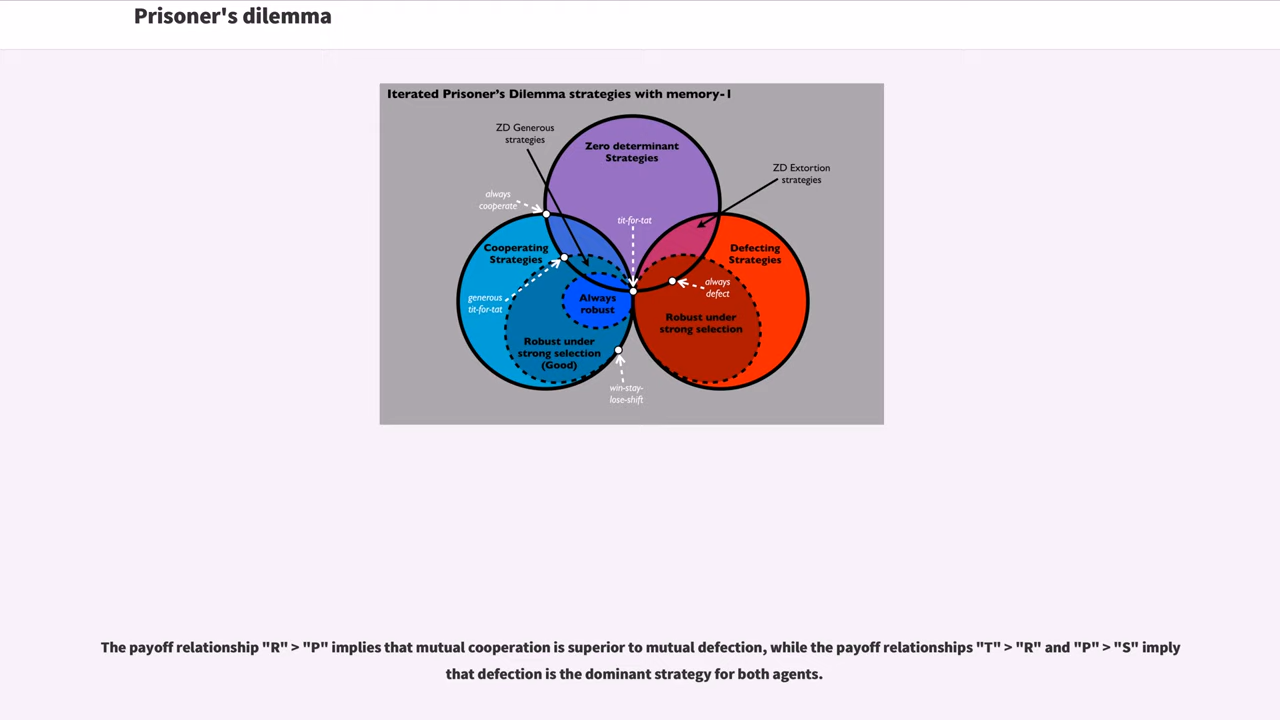 Prisoner's dilemma
Iterated Prisoner's Dilemma strategies with memory-1
ZD Generous
strategies
Zero determinant
Strategies
ZD Extortion
strategies
always
cooperate
tit-for-tat
Cooperating
Strategies
Defecting
Strategies
generous
tit-for-tat
Always
robust
always
defect
Robust under
strong selection
Robust under
strong selection
(Good)
win-stay-
lose-shift
The payoff relationship "R" > "P" implies that mutual cooperation is superior to mutual defection, while the payoff relationships "T" > "R" and "P" > "S" imply
that defection is the dominant strategy for both agents.